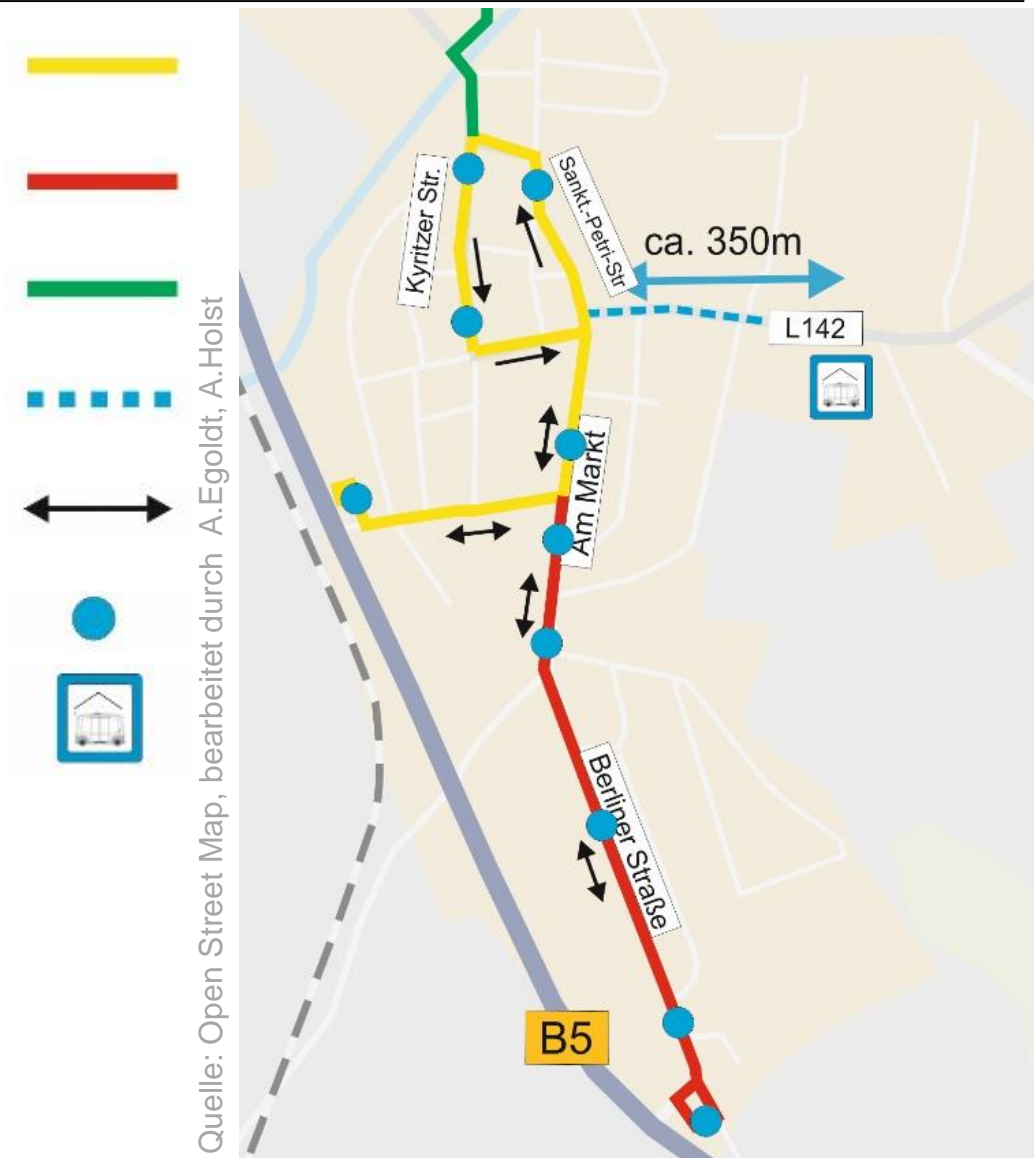 Kyritzer Str.
Sankt.-Petri-Str
ca. 350m
L142
Am Markt
Berliner Straße
B5
Quelle: Open Street Map, bearbeitet durch A.Egoldt, A.Holst